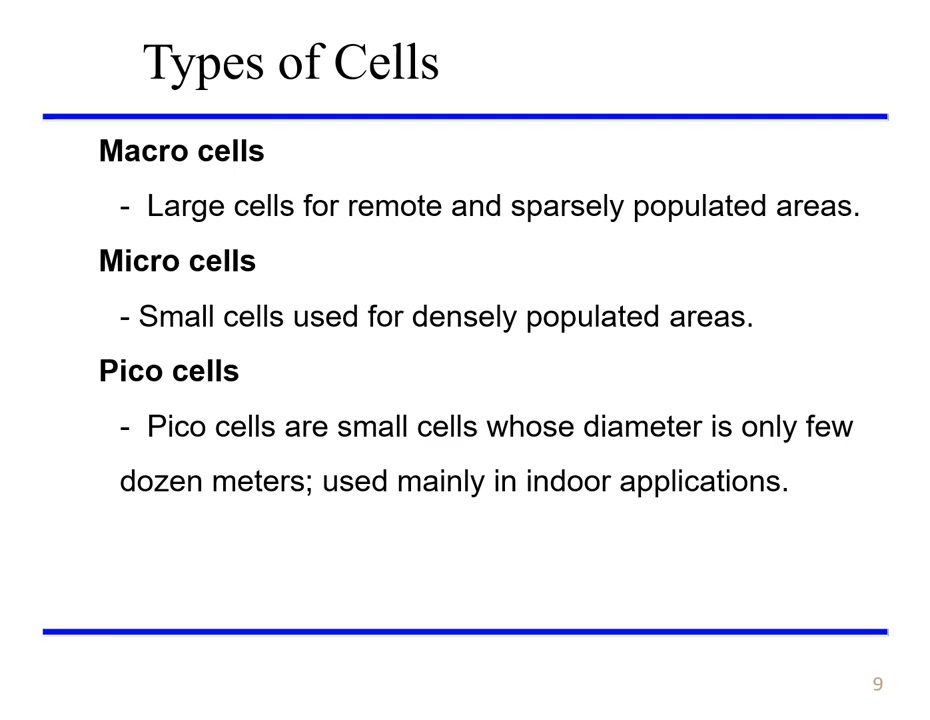 Types of Cells
Macro cells
- Large cells for remote and sparsely populated areas.
Micro cells
- Small cells used for densely populated areas.
Pico cells
- Pico cells are small cells whose diameter is only few
dozen meters; used mainly in indoor applications.
9